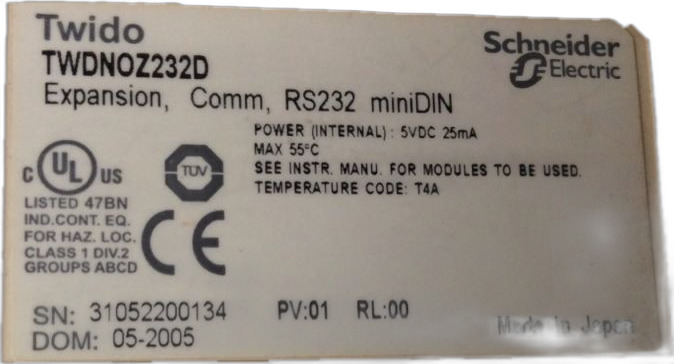 Twido
TWDNOZ232D
Expansion, Comm, RS232 miniDIN
Schneider
Electric
POWER (INTERNAL): 5VDC 25mA
MAX 55°C
SEE INSTR. MANU. FOR MODULES TO BE USED.
TEMPERATURE CODE: T4A
C UL US
TUV
LISTED 47BN
IND.CONT. EQ.
FOR HAZ. LOC.
CLASS 1 DIV.2
GROUPS ABCD
CE
SN: 31052200134 PV:01 RL:00
DOM: 05-2005
Made in Japan